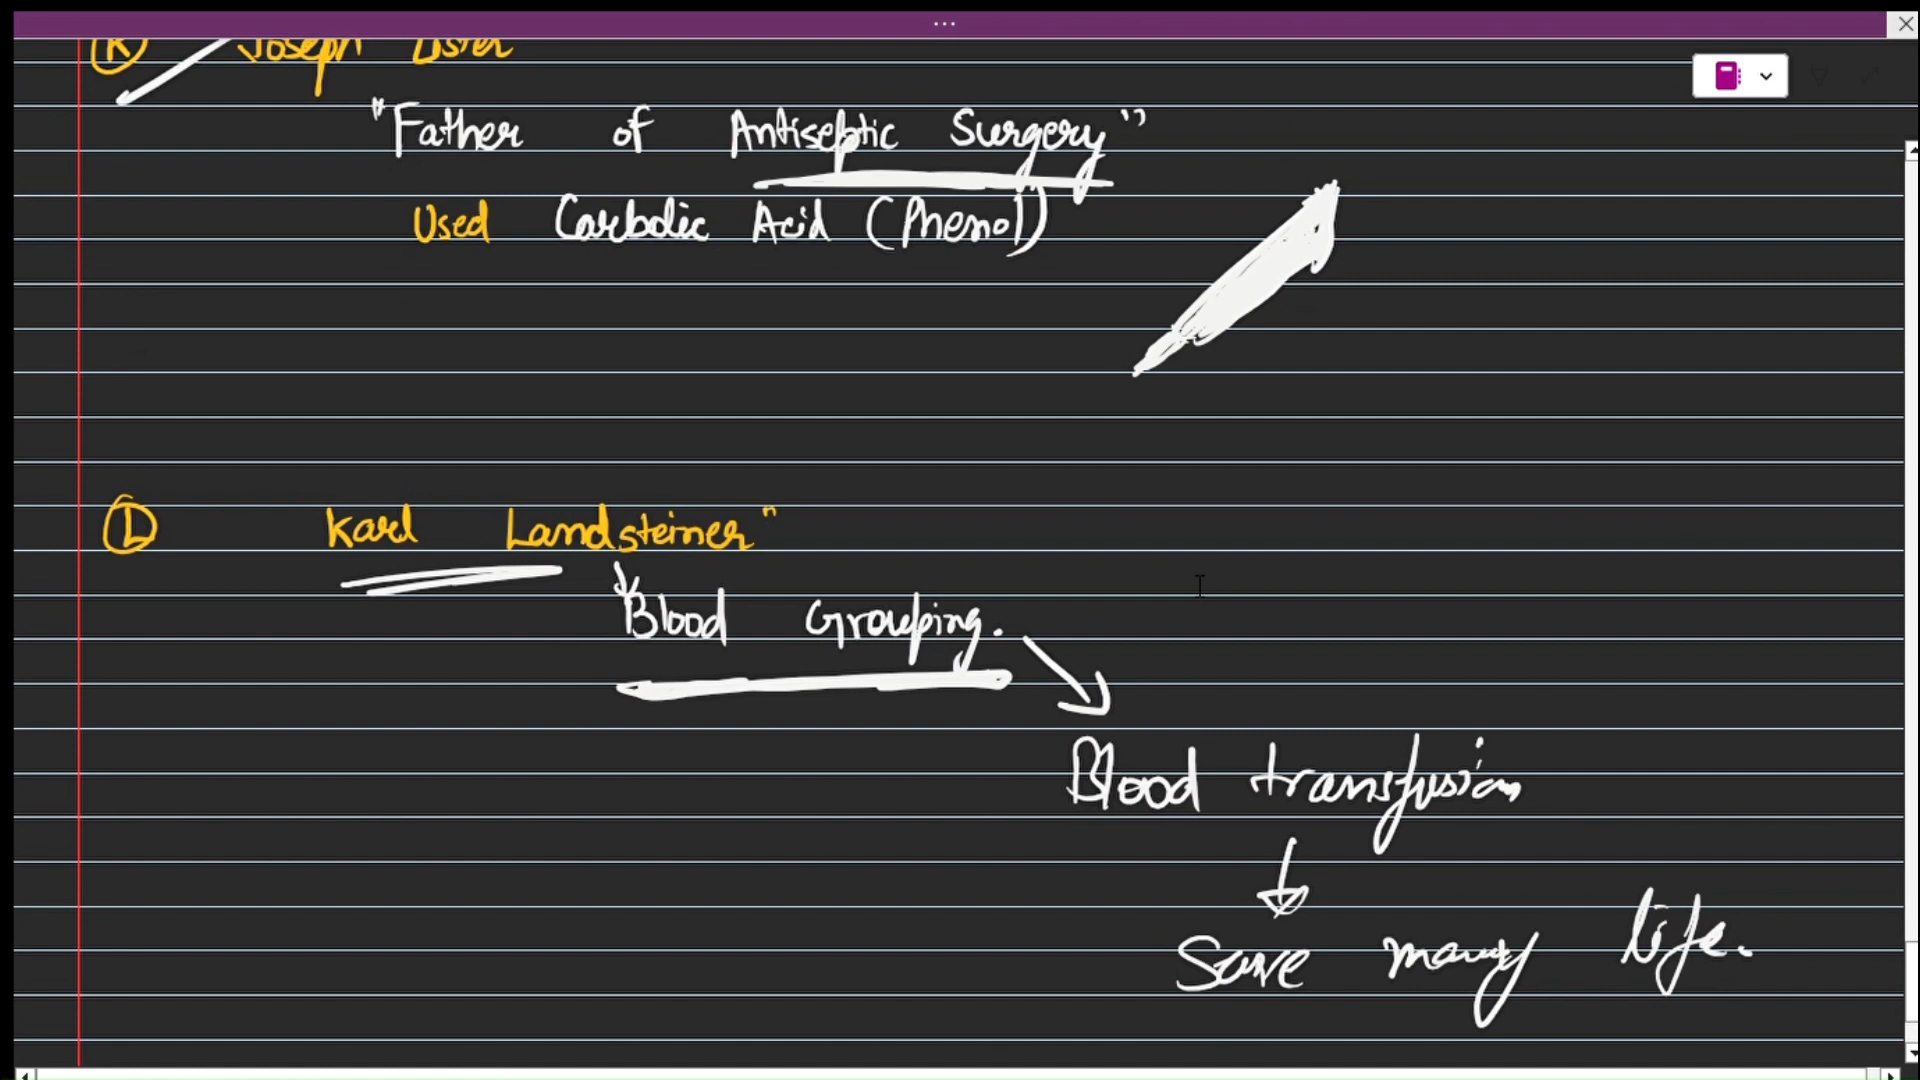 K Joseph Lister
"Father of Antiseptic Surgery"
Used Carbolic Acid (Phenol)
L Karl Landsteiner"
Blood Grouping.
Blood transfusion
Save many life.